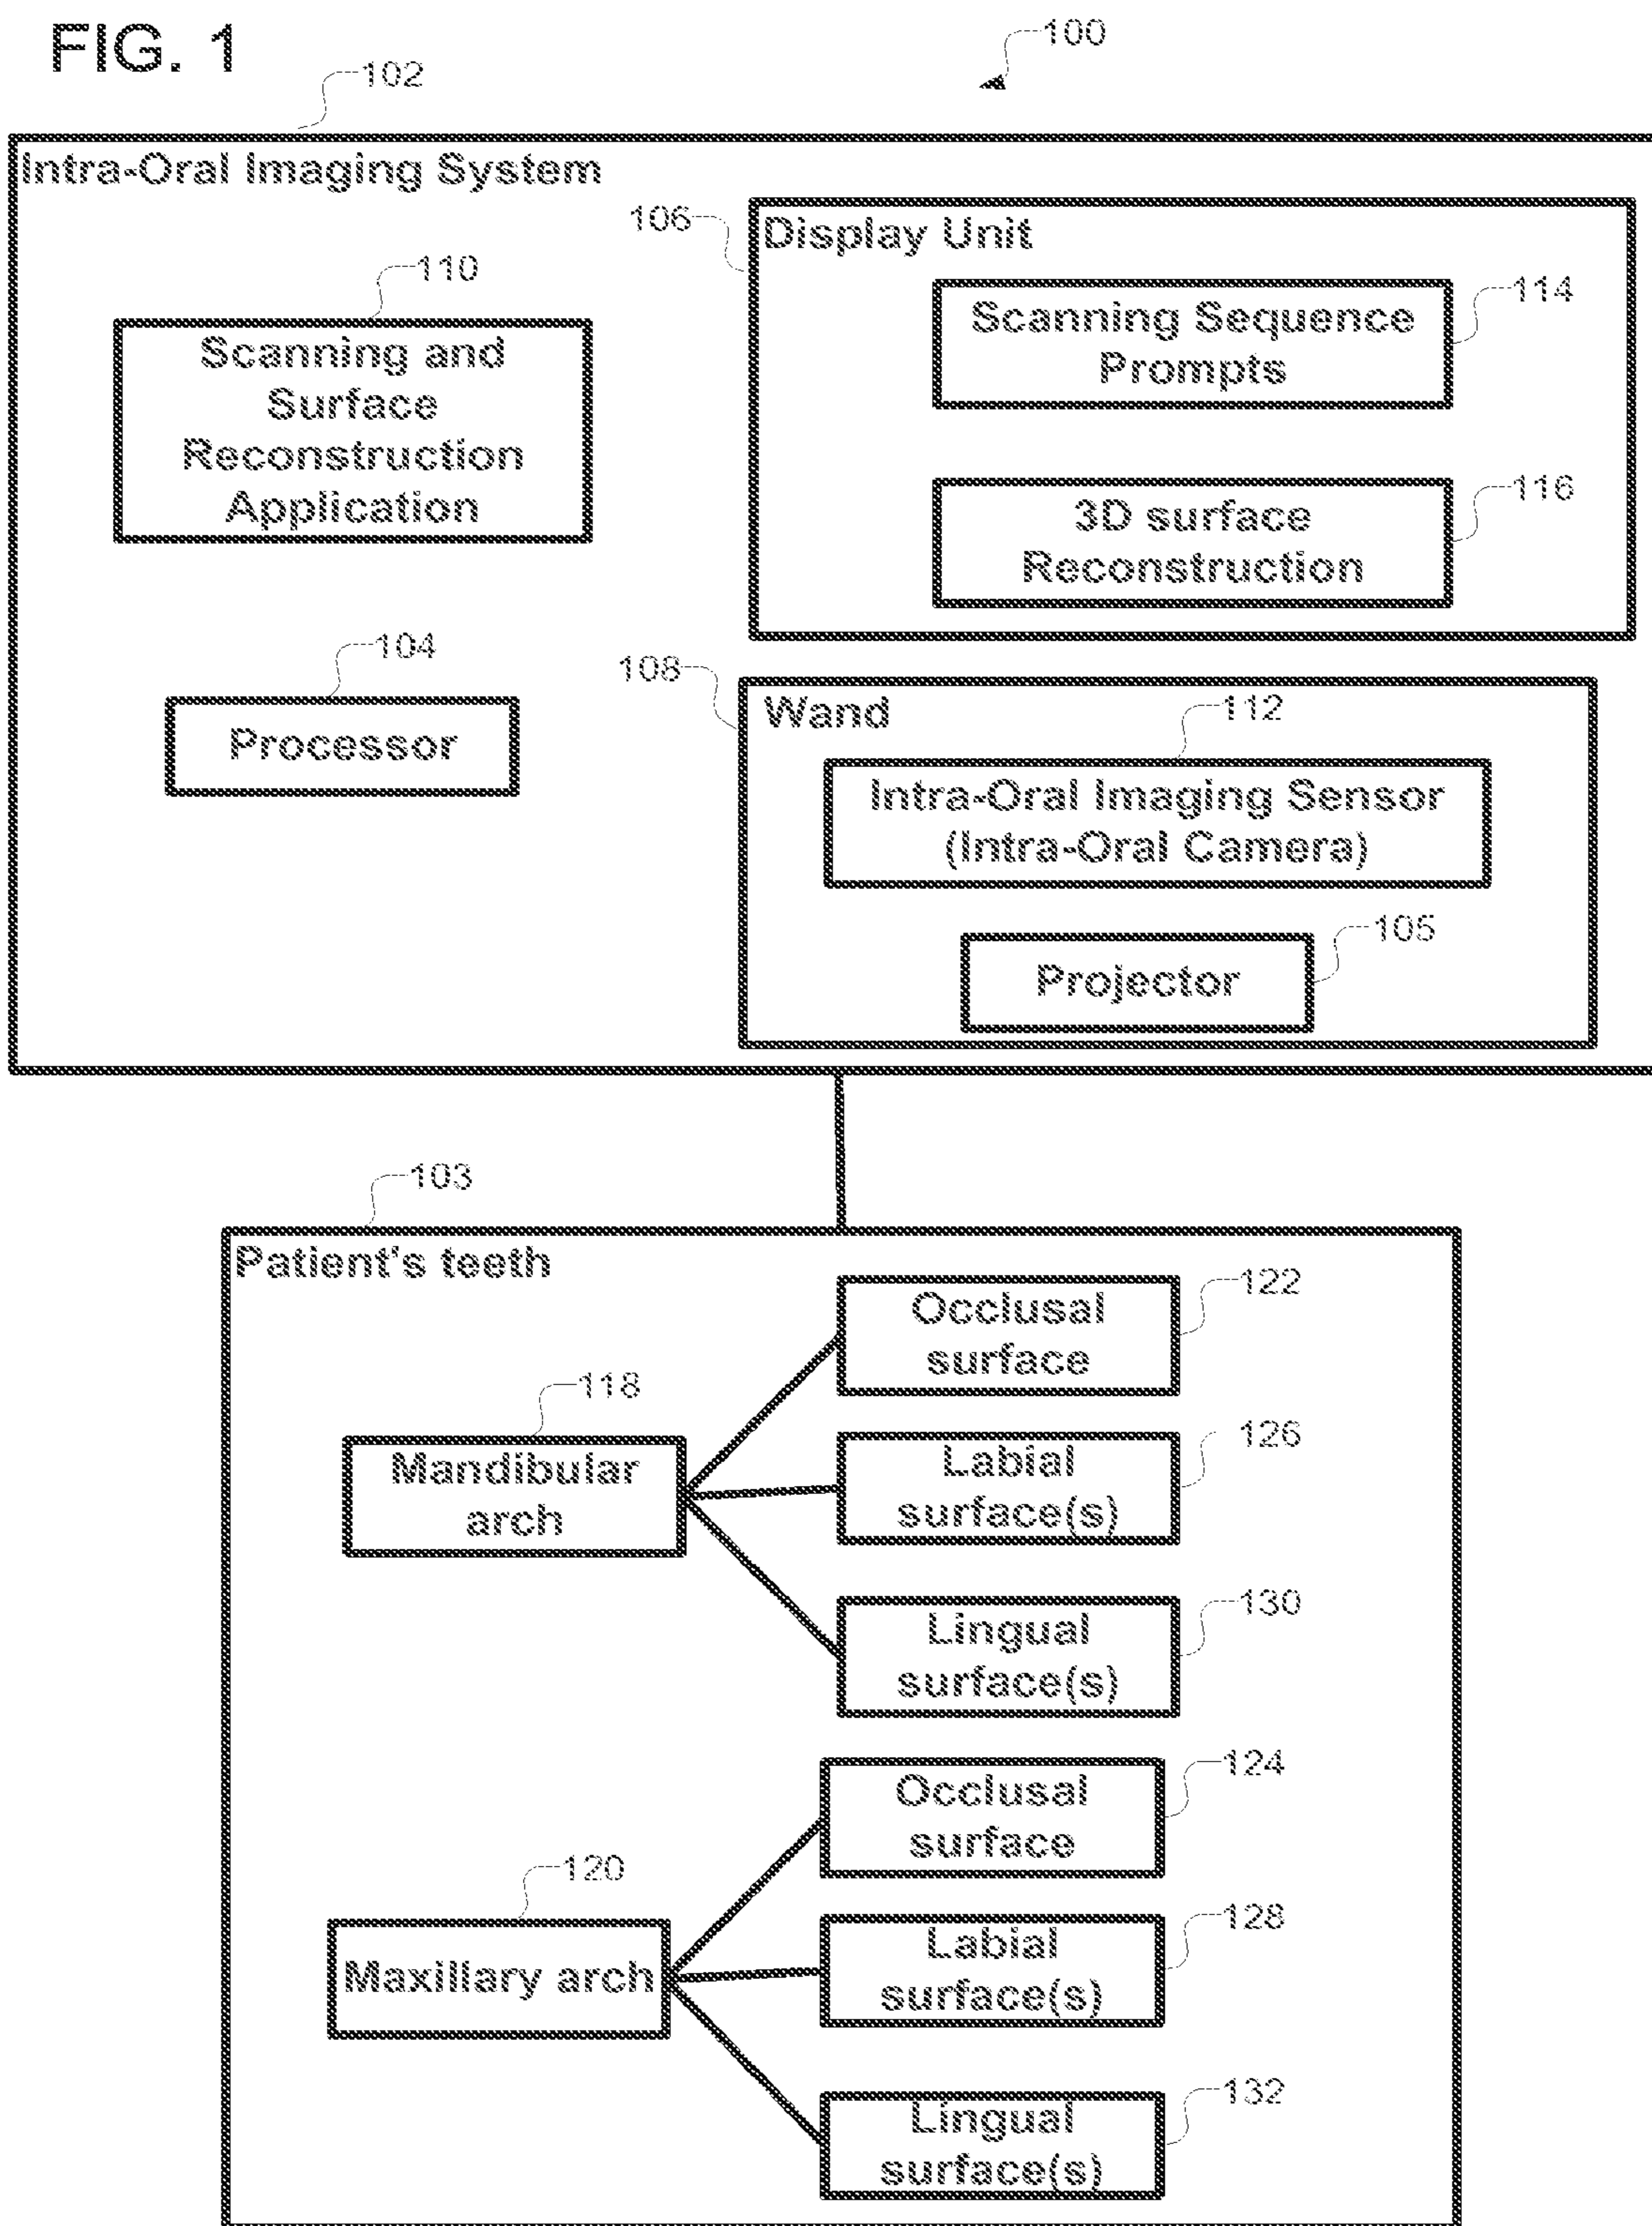 FIG. 1
100
102
Intra-Oral Imaging System
106
Display Unit
110
Scanning and
Surface
Reconstruction
Application
114
Scanning Sequence
Prompts
116
3D surface
Reconstruction
104
Processor
108
Wand
112
Intra-Oral Imaging Sensor
(Intra-Oral Camera)
105
Projector
103
Patient's teeth
122
Occlusal
surface
118
Mandibular
arch
126
Labial
surface(s)
130
Lingual
surface(s)
124
Occlusal
surface
120
Maxillary arch
128
Labial
surface(s)
132
Lingual
surface(s)